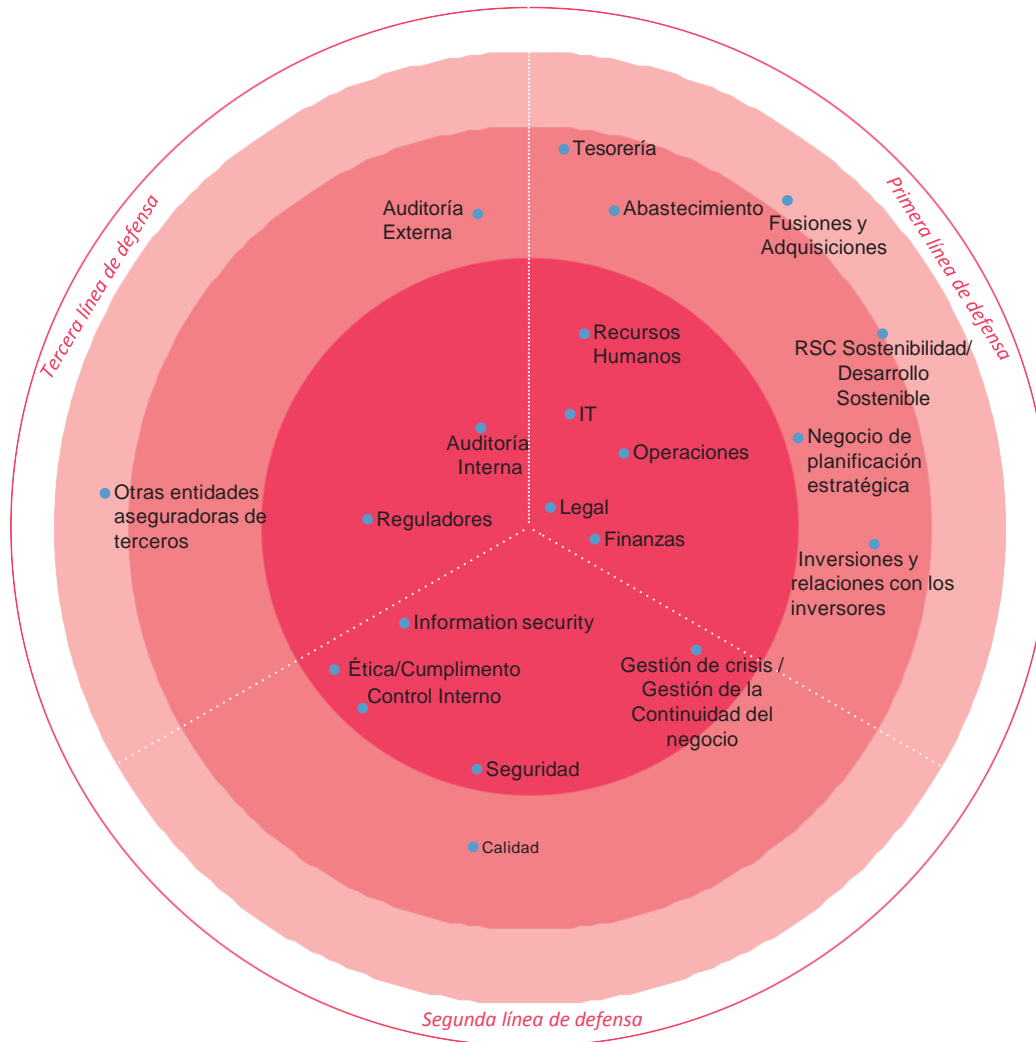 Tesorería
Auditoría
Externa
Abastecimiento
Fusiones y
Adquisiciones
Primera línea de defensa
Tercera línea de defensa
Recursos
Humanos
RSC Sostenibilidad/
Desarrollo
Sostenible
IT
Auditoría
Interna
Operaciones
Negocio de
planificación
estratégica
Otras entidades
aseguradoras de
terceros
Reguladores
Legal
Finanzas
Inversiones y
relaciones con los
inversores
Information security
Ética/Cumplimento
Control Interno
Gestión de crisis /
Gestión de la
Continuidad del
negocio
Seguridad
Calidad
Segunda línea de defensa